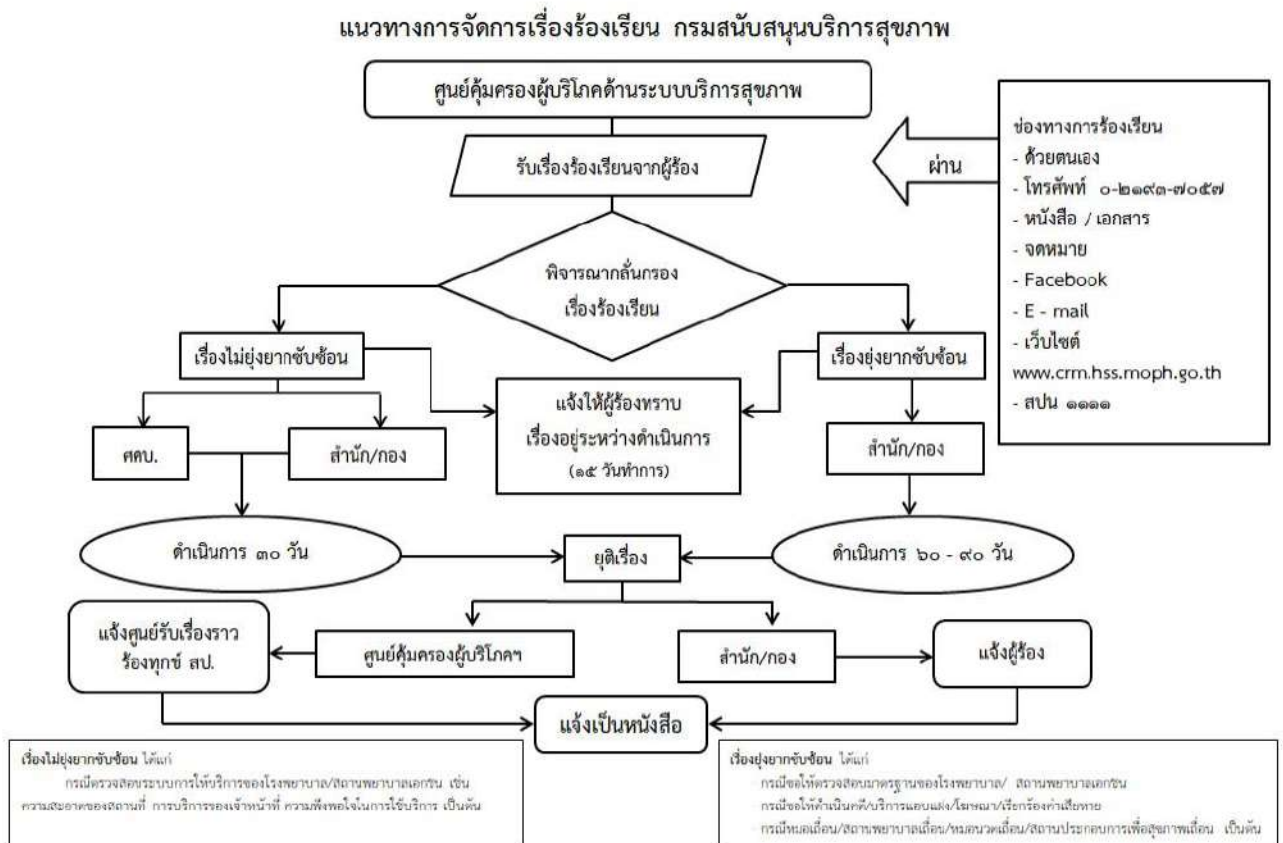 แนวทางการจัดการเรื่องร้องเรียน กรมสนับสนุนบริการสุขภาพ
ศูนย์คุ้มครองผู้บริโภคด้านระบบบริการสุขภาพ
รับเรื่องร้องเรียนจากผู้ร้อง
ผ่าน
ช่องทางการร้องเรียน
- ด้วยตนเอง
- โทรศัพท์ ๐-๒๑๙๓-๗๐๕๗
- หนังสือ / เอกสาร
- จดหมาย
- Facebook
- E - mail
- เว็บไซต์
www.crm.hss.moph.go.th
- สปน ๑๑๑๑
พิจารณากลั่นกรอง
เรื่องร้องเรียน
เรื่องไม่ยุ่งยากซับซ้อน
เรื่องยุ่งยากซับซ้อน
แจ้งให้ผู้ร้องทราบ
เรื่องอยู่ระหว่างดำเนินการ
(๑๕ วันทำการ)
ศคบ.
สำนัก/กอง
สำนัก/กอง
ดำเนินการ ๓๐ วัน
ยุติเรื่อง
ดำเนินการ ๖๐ - ๙๐ วัน
แจ้งศูนย์รับเรื่องราว
ร้องทุกข์ สป.
ศูนย์คุ้มครองผู้บริโภคฯ
สำนัก/กอง
แจ้งผู้ร้อง
แจ้งเป็นหนังสือ
เรื่องไม่ยุ่งยากซับซ้อน ได้แก่
กรณีตรวจสอบระบบการให้บริการของโรงพยาบาล/สถานพยาบาลเอกชน เช่น
ความสะอาดของสถานที่ การบริการของเจ้าหน้าที่ ความพึงพอใจในการใช้บริการ เป็นต้น
เรื่องยุ่งยากซับซ้อน ได้แก่
กรณีขอให้ตรวจสอบมาตรฐานของโรงพยาบาล/ สถานพยาบาลเอกชน
กรณีขอให้ดำเนินคดี/บริการแอบแฝง/โฆษณา/เรียกร้องค่าเสียหาย
กรณีหมอเถื่อน/สถานพยาบาลเถื่อน/หมอนวดเถื่อน/สถานประกอบการเพื่อสุขภาพเถื่อน เป็นต้น